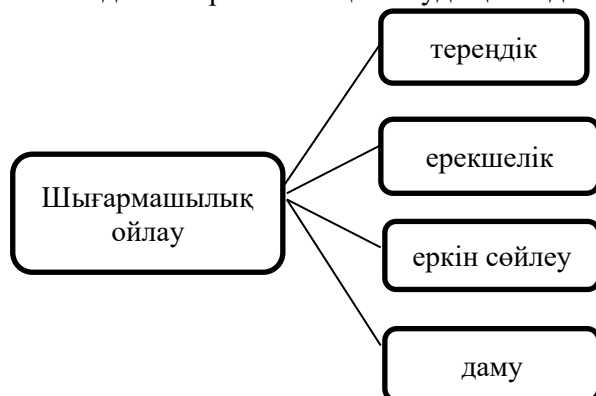 тереңдік
ерекшелік
Шығармашылық
ойлау
еркін сөйлеу
даму